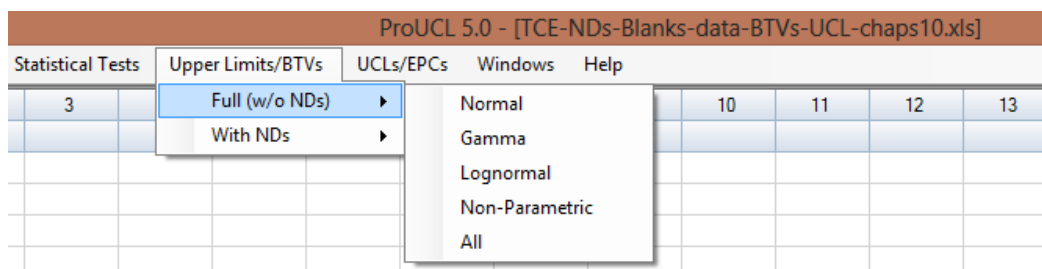 ProUCL 5.0 - [TCE-NDs-Blanks-data-BTVs-UCL-chaps10.xls]
Statistical Tests Upper Limits/BTVs UCLs/EPCs Windows Help
3 10 11 12 13
Full (w/o NDs)
With NDs
Normal
Gamma
Lognormal
Non-Parametric
All